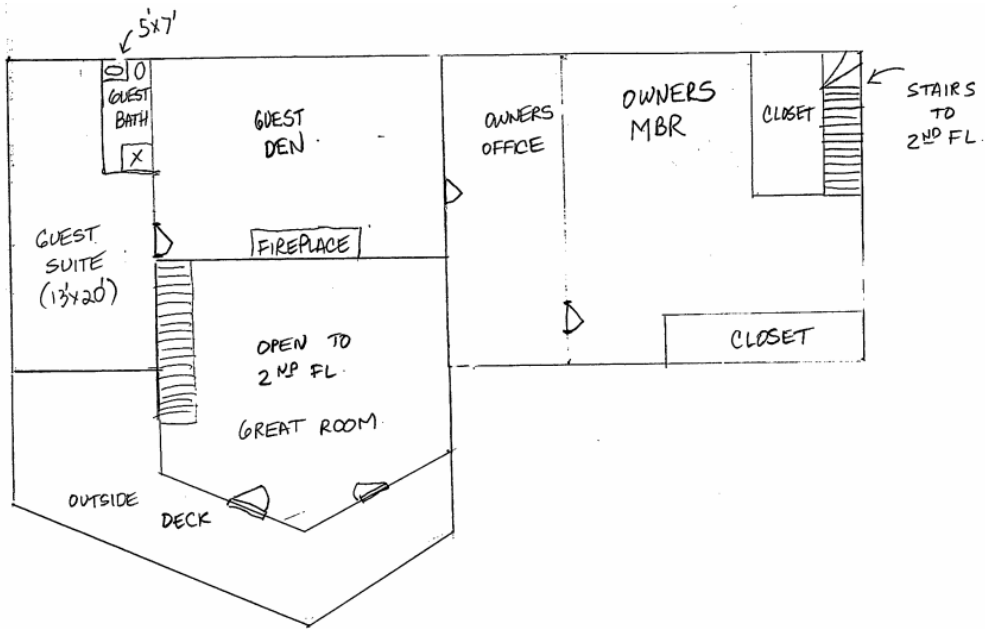 5'x7'
GUEST
BATH
X
GUEST
DEN
OWNERS
OFFICE
OWNERS
MBR
CLOSET
STAIRS
TO
2ND FL.
GUEST
SUITE
(13'x20')
FIREPLACE
OPEN TO
2ND FL.
GREAT ROOM
CLOSET
OUTSIDE
DECK